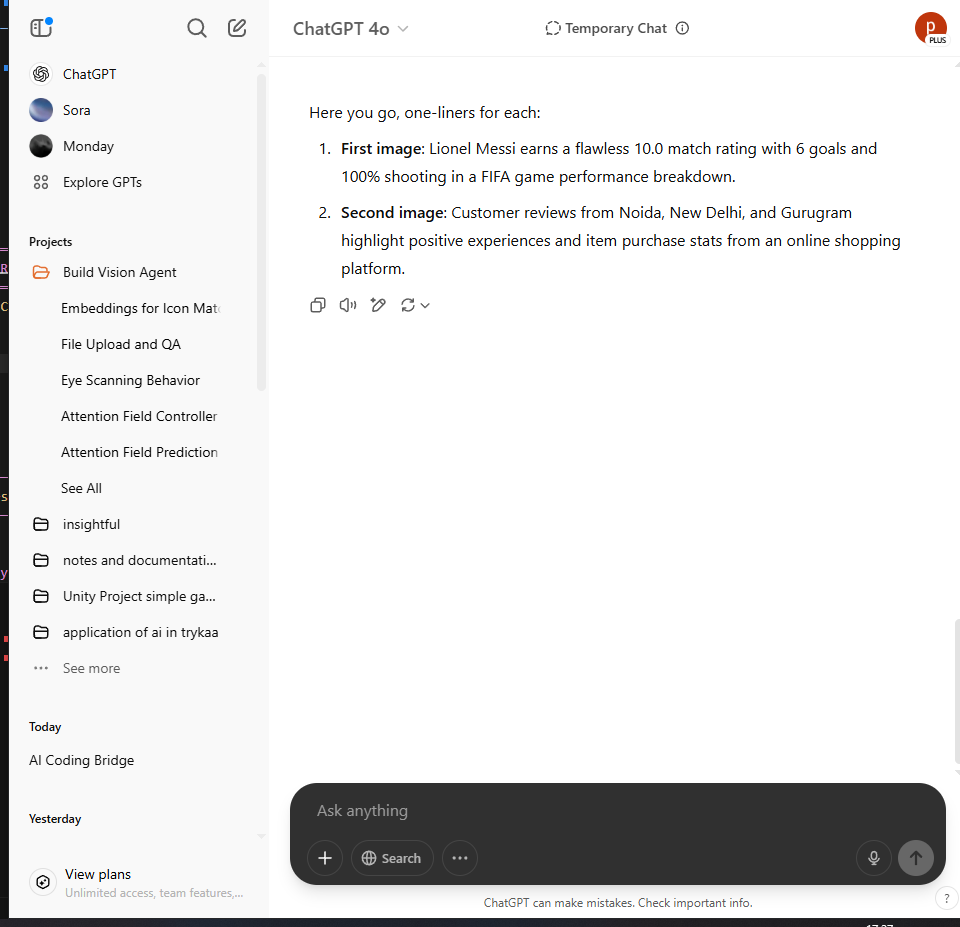 ChatGPT
Sora
Monday
Explore GPTs
Projects
Build Vision Agent
Embeddings for Icon Mat
File Upload and QA
Eye Scanning Behavior
Attention Field Controller
Attention Field Prediction
See All
insightful
notes and documentati...
Unity Project simple ga...
application of ai in trykaa
See more
Today
AI Coding Bridge
Yesterday
View plans
Unlimited access, team features,...
ChatGPT 4o
Temporary Chat
p
PLUS
Here you go, one-liners for each:
1. First image: Lionel Messi earns a flawless 10.0 match rating with 6 goals and
100% shooting in a FIFA game performance breakdown.
2. Second image: Customer reviews from Noida, New Delhi, and Gurugram
highlight positive experiences and item purchase stats from an online shopping
platform.
Ask anything
Search
ChatGPT can make mistakes. Check important info.
?